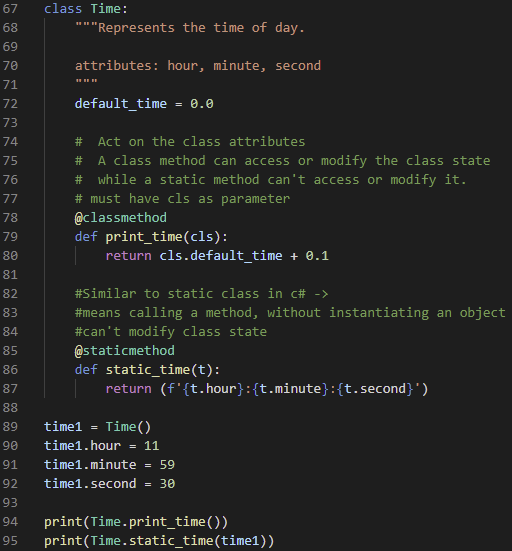 67 class Time:
68     """Represents the time of day.
69
70     attributes: hour, minute, second
71     """
72     default_time = 0.0
73
74     #  Act on the class attributes
75     #  A class method can access or modify the class state
76     #  while a static method can't access or modify it.
77     # must have cls as parameter
78     @classmethod
79     def print_time(cls):
80         return cls.default_time + 0.1
81
82     #Similar to static class in c# ->
83     #means calling a method, without instantiating an object
84     #can't modify class state
85     @staticmethod
86     def static_time(t):
87         return (f'{t.hour}:{t.minute}:{t.second}')
88
89 time1 = Time()
90 time1.hour = 11
91 time1.minute = 59
92 time1.second = 30
93
94 print(Time.print_time())
95 print(Time.static_time(time1))